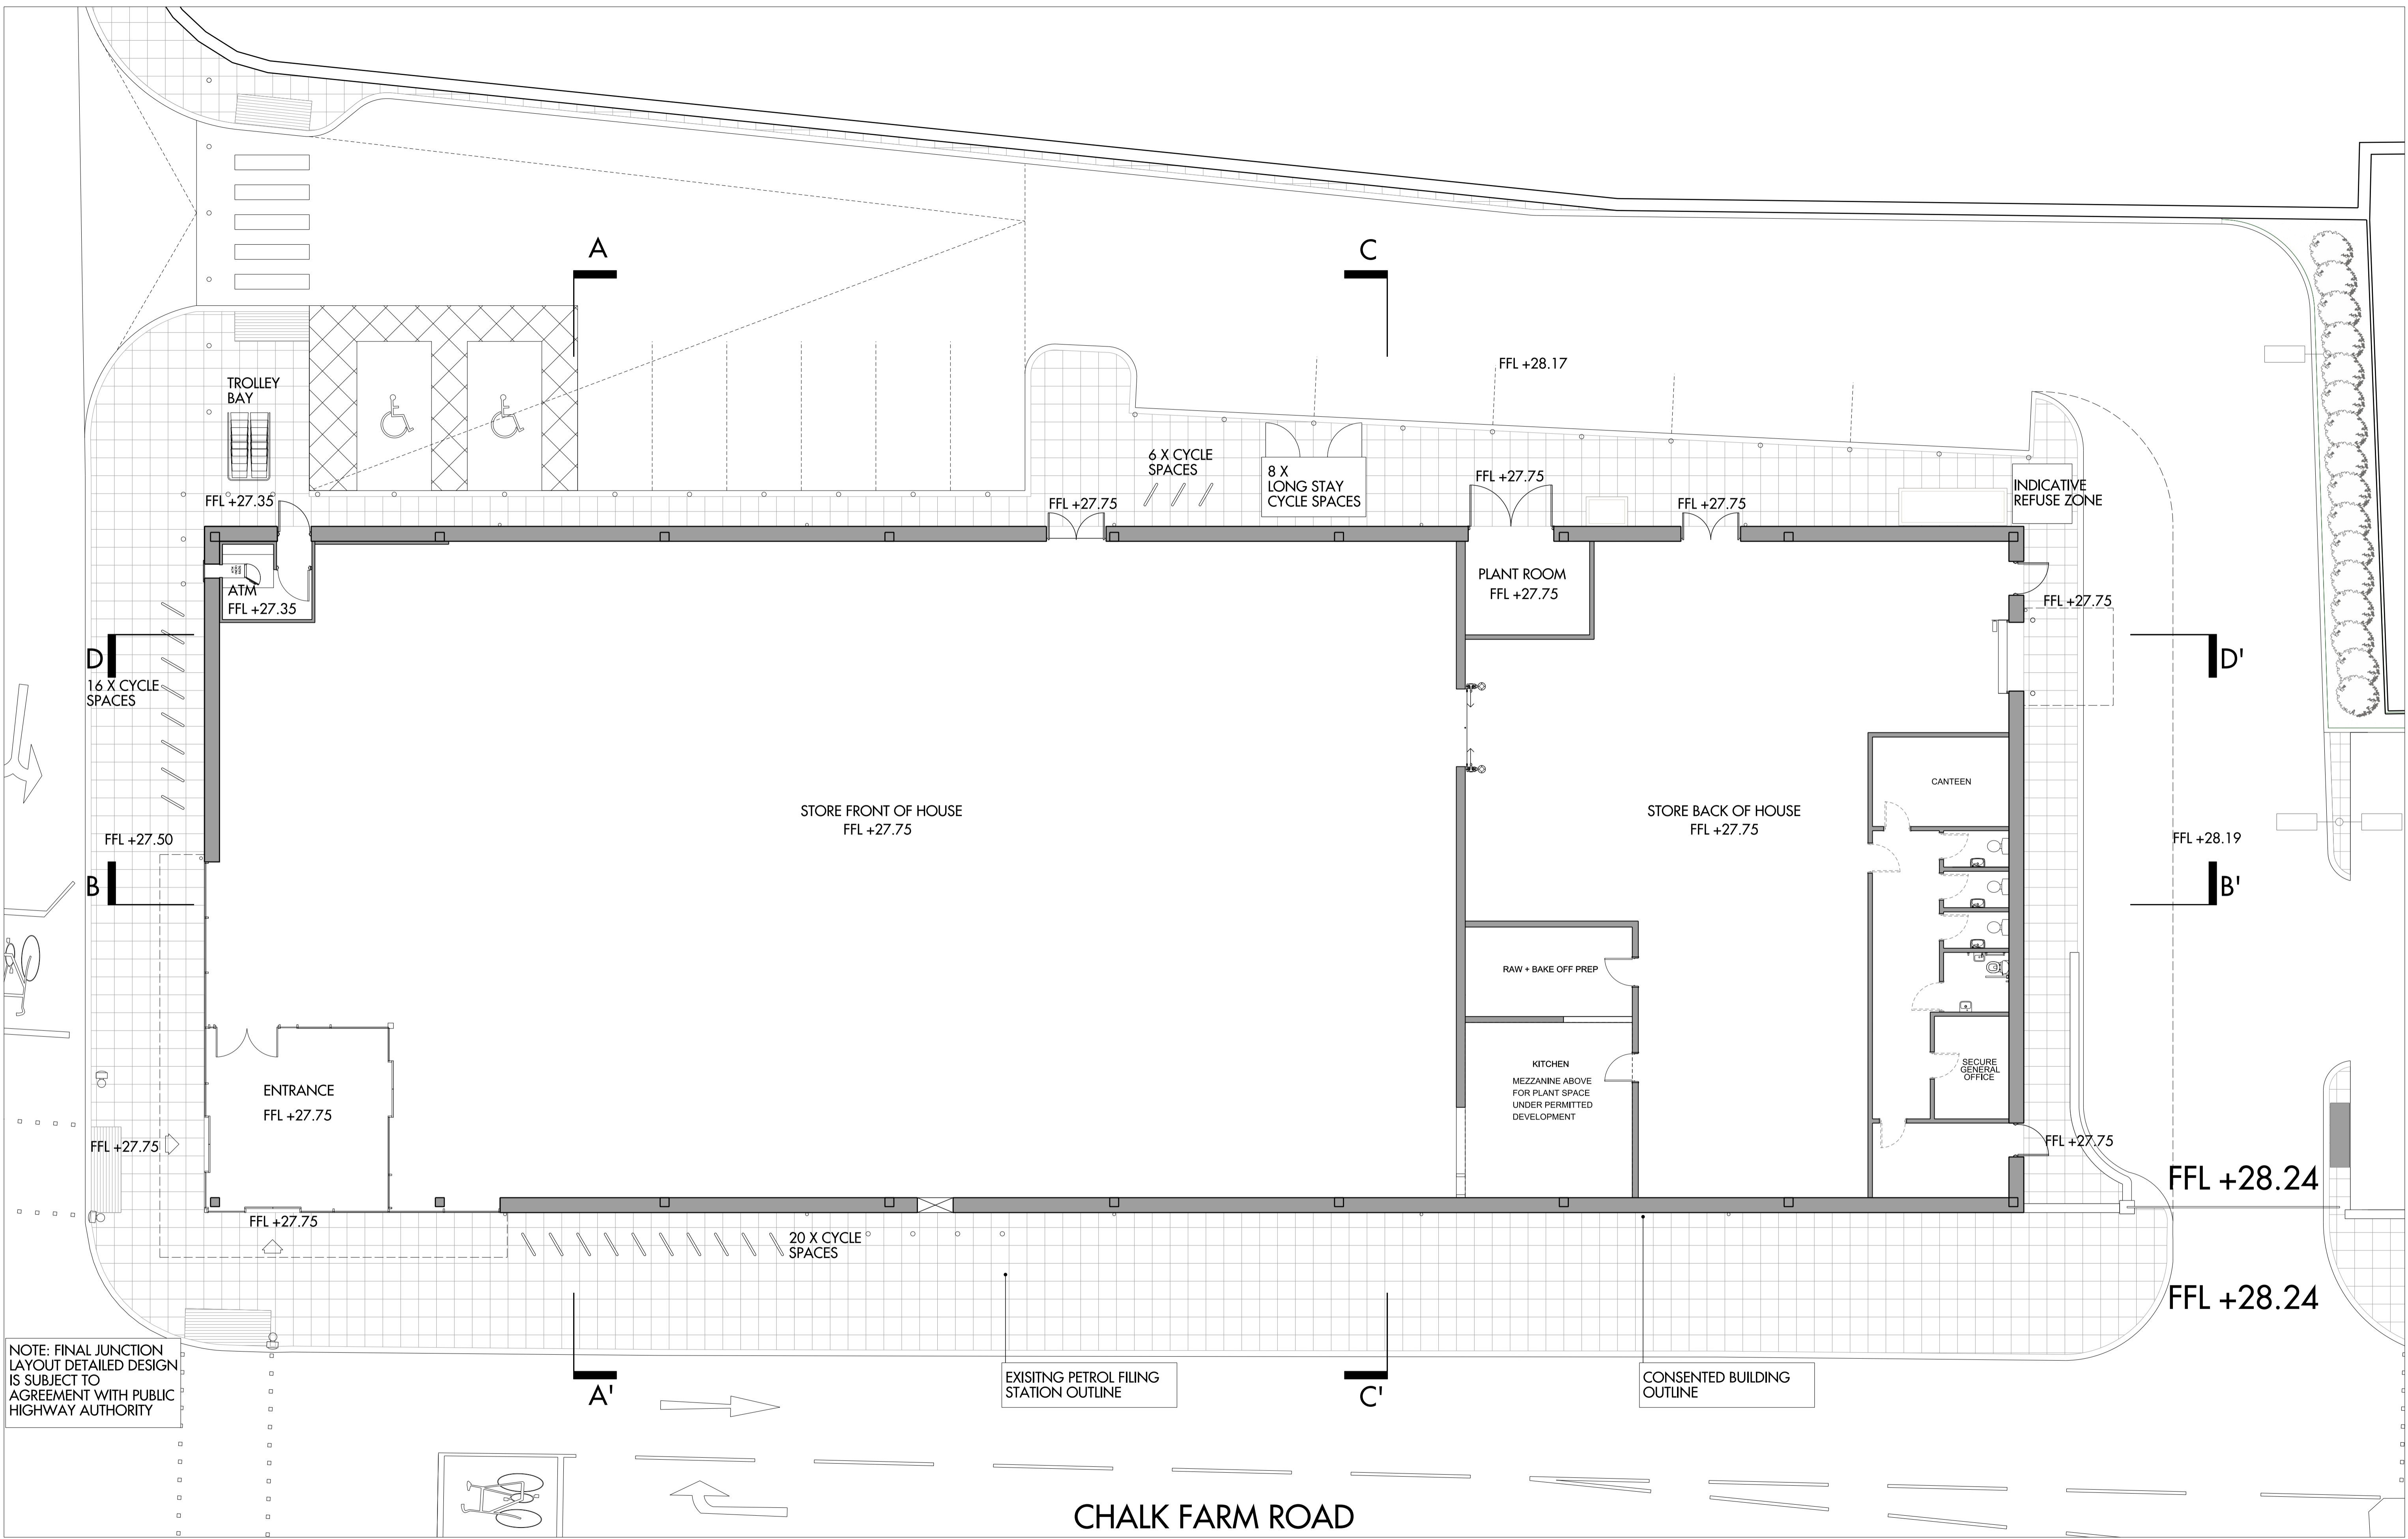 A
C
FFL +28.17
TROLLEY
BAY
6 X CYCLE
SPACES
8 X
LONG STAY
CYCLE SPACES
FFL +27.75
INDICATIVE
REFUSE ZONE
FFL +27.35
FFL +27.75
FFL +27.75
PLANT ROOM
FFL +27.75
ATM
FFL +27.35
FFL +27.75
D
D'
16 X CYCLE
SPACES
CANTEEN
STORE FRONT OF HOUSE
FFL +27.75
STORE BACK OF HOUSE
FFL +27.75
FFL +27.50
FFL +28.19
B
B'
RAW + BAKE OFF PREP
KITCHEN
MEZZANINE ABOVE
FOR PLANT SPACE
UNDER PERMITTED
DEVELOPMENT
SECURE
GENERAL
OFFICE
ENTRANCE
FFL +27.75
FFL +27.75
FFL +27.75
FFL +28.24
FFL +27.75
20 X CYCLE
SPACES
FFL +28.24
NOTE: FINAL JUNCTION
LAYOUT DETAILED DESIGN
IS SUBJECT TO
AGREEMENT WITH PUBLIC
HIGHWAY AUTHORITY
A'
EXISITNG PETROL FILING
STATION OUTLINE
C'
CONSENTED BUILDING
OUTLINE
CHALK FARM ROAD